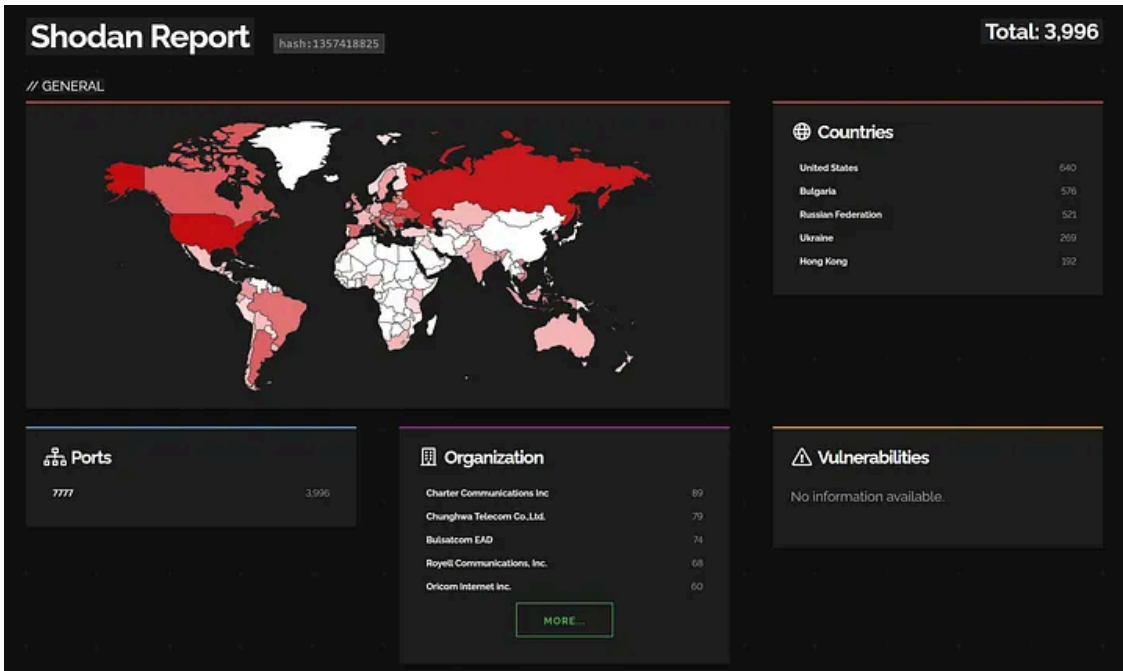 Shodan Report
hash:1357418825
Total: 3,996
// GENERAL
Countries
United States 640
Bulgaria 576
Russian Federation 521
Ukraine 269
Hong Kong 192
Ports
7777 3,996
Organization
Charter Communications Inc 89
Chunghwa Telecom Co.,Ltd. 79
Bulsatcom EAD 74
Royell Communications, Inc. 68
Oricom Internet inc. 60
MORE...
Vulnerabilities
No information available.